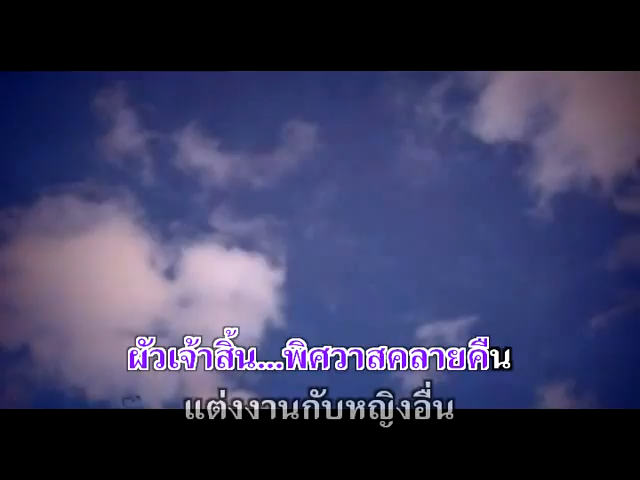 ผัวเจ้าสิ้น...พิศวาสคลายคืน
แต่งงานกับหญิงอื่น